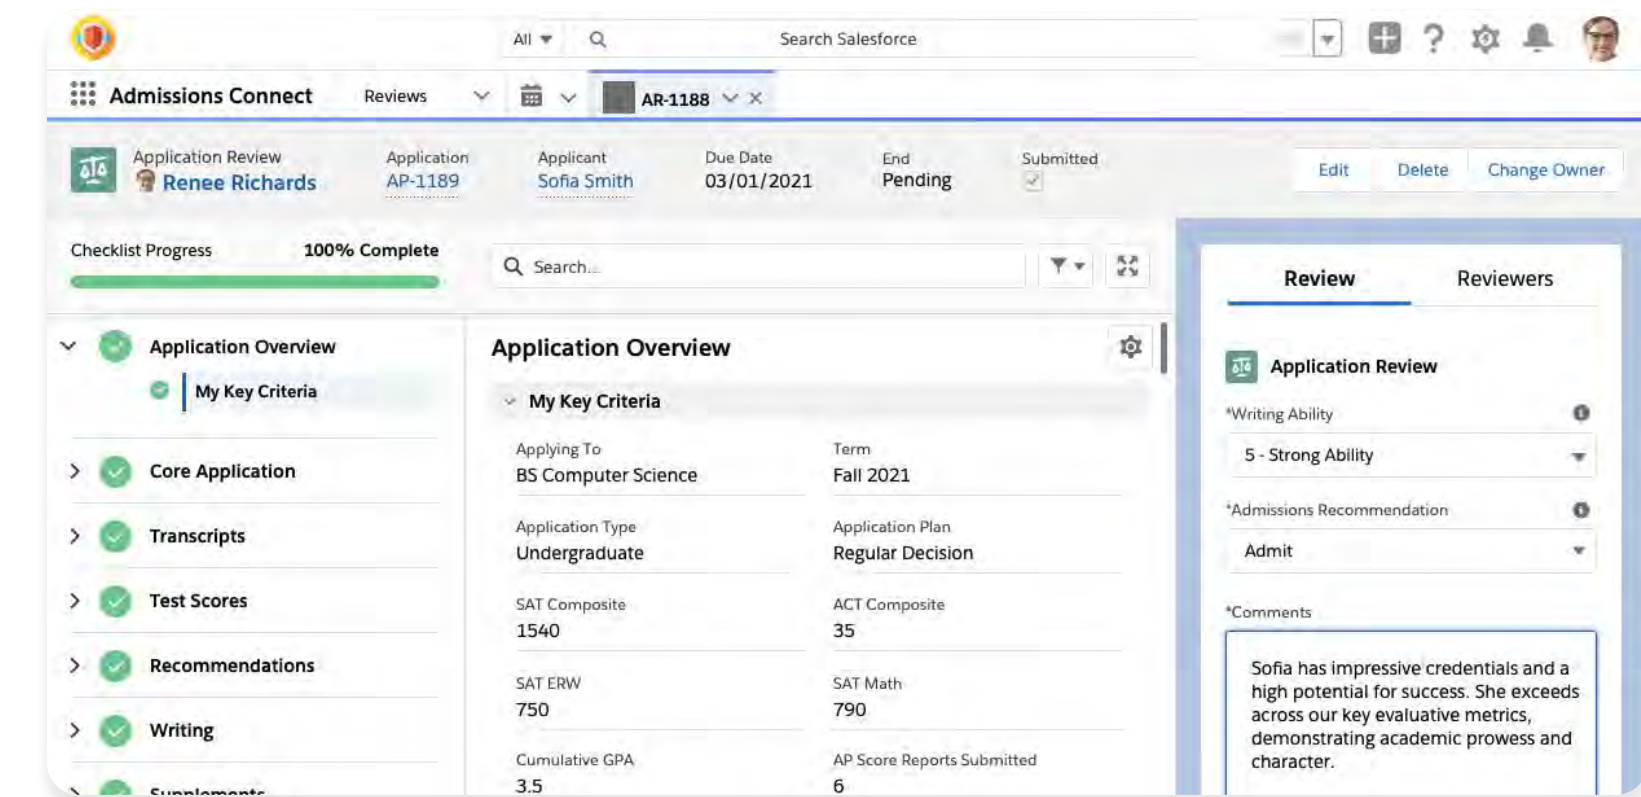 All
Search Salesforce
Admissions Connect
Reviews
AR-1188
Application Review
Renee Richards
Application
AP-1189
Applicant
Sofia Smith
Due Date
03/01/2021
End
Pending
Submitted
Edit
Delete
Change Owner
Checklist Progress
100% Complete
Application Overview
My Key Criteria
Core Application
Transcripts
Test Scores
Recommendations
Writing
Supplements
Search...
Application Overview
My Key Criteria
Applying To
BS Computer Science
Term
Fall 2021
Application Type
Undergraduate
Application Plan
Regular Decision
SAT Composite
1540
ACT Composite
35
SAT ERW
750
SAT Math
790
Cumulative GPA
3.5
AP Score Reports Submitted
6
Review
Reviewers
Application Review
*Writing Ability
5 - Strong Ability
*Admissions Recommendation
Admit
*Comments
Sofia has impressive credentials and a
high potential for success. She exceeds
across our key evaluative metrics,
demonstrating academic prowess and
character.